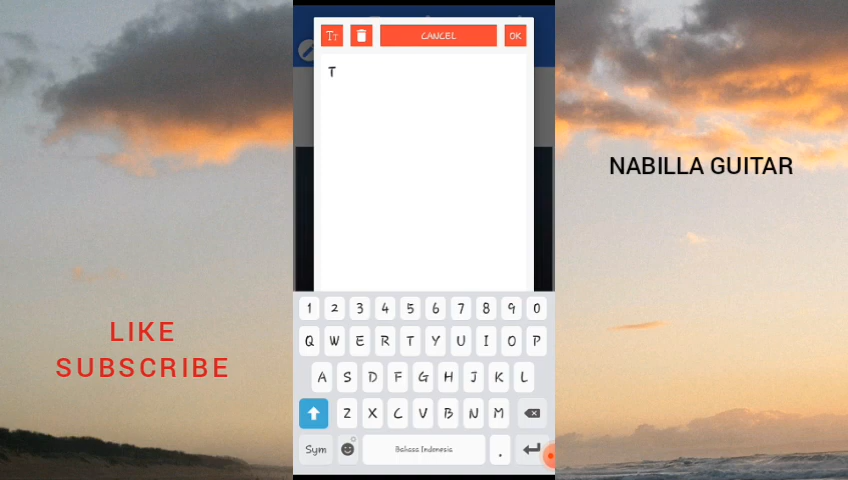 Tт CANCEL OK
T
NABILLA GUITAR
LIKE
SUBSCRIBE
1 2 3 4 5 6 7 8 9 0
Q W E R T Y U I O P
A S D F G H J K L
Z X C V B N M
Sym Bahasa Indonesia .